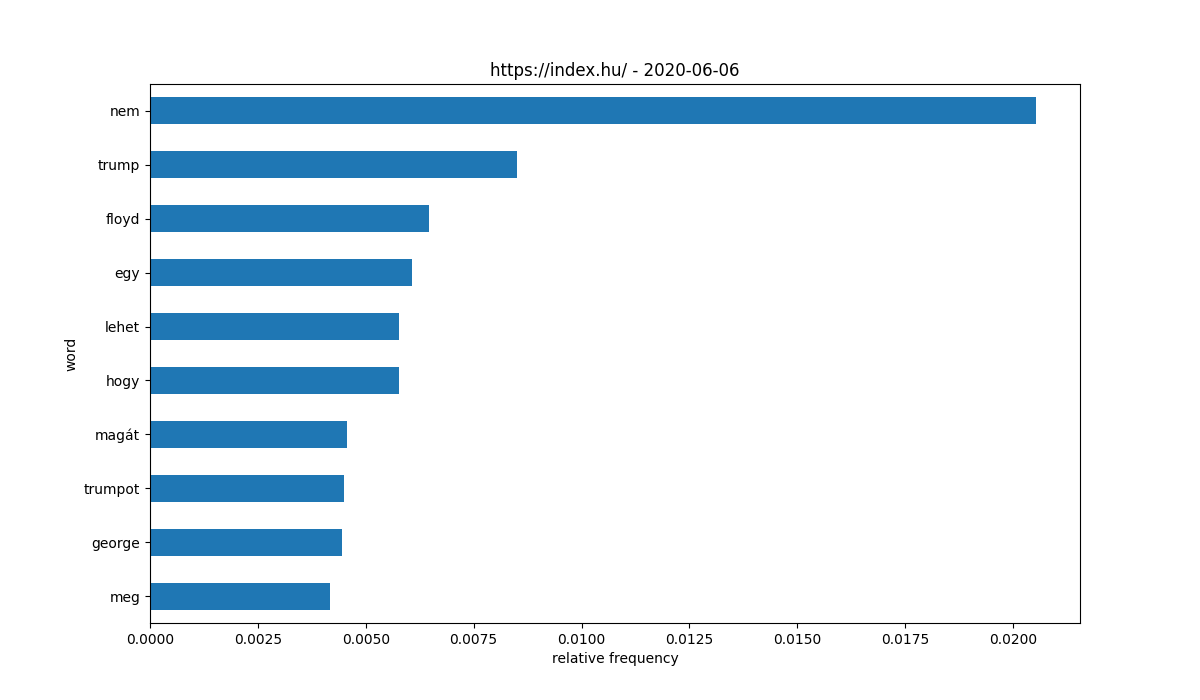 https://index.hu/ - 2020-06-06
nem
trump
floyd
egy
lehet
hogy
magát
trumpot
george
meg
word
0.0000 0.0025 0.0050 0.0075 0.0100 0.0125 0.0150 0.0175 0.0200
relative frequency